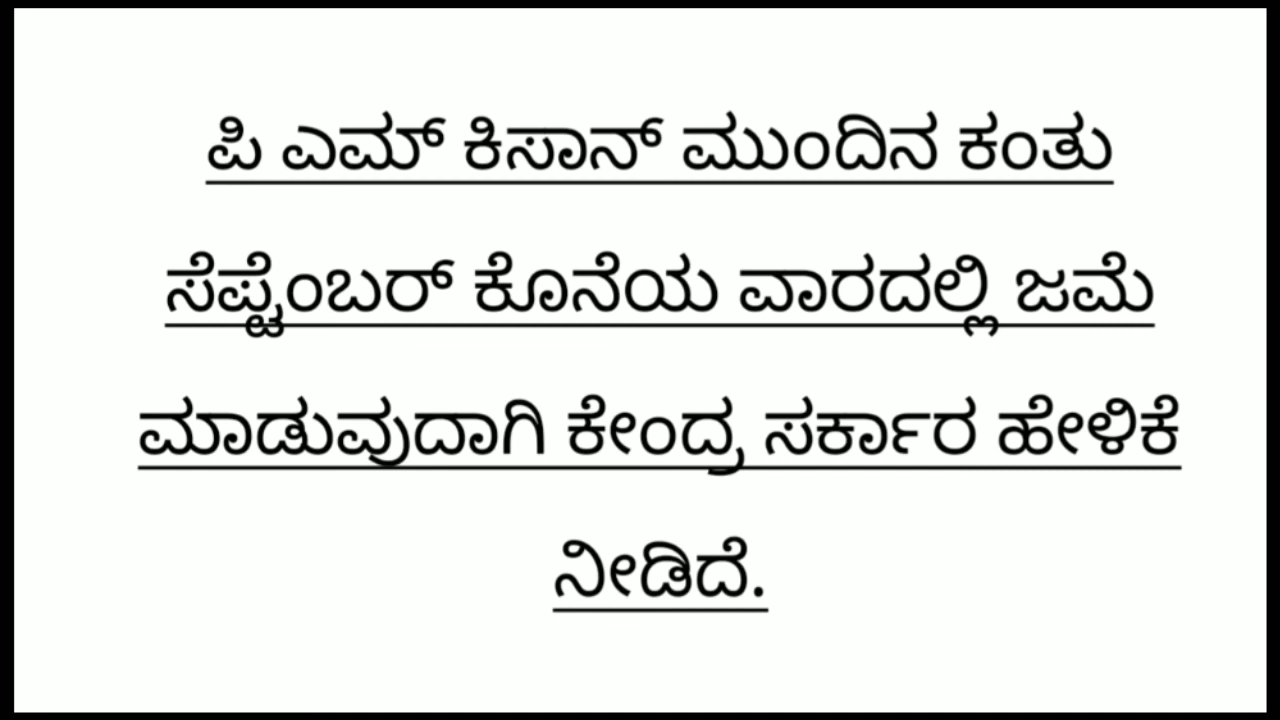 ಪಿ ಎಮ್ ಕಿಸಾನ್ ಮುಂದಿನ ಕಂತು
ಸೆಪ್ಟೆಂಬರ್ ಕೊನೆಯ ವಾರದಲ್ಲಿ ಜಮೆ
ಮಾಡುವುದಾಗಿ ಕೇಂದ್ರ ಸರ್ಕಾರ ಹೇಳಿಕೆ
ನೀಡಿದೆ.